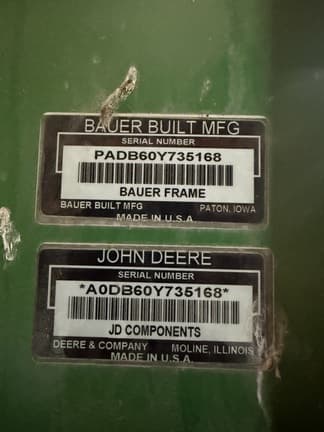 BAUER BUILT MFG
SERIAL NUMBER
PADB60Y735168
BAUER FRAME
BAUER BUILT MFG PATON, IOWA
MADE IN U.S.A.
JOHN DEERE
SERIAL NUMBER
*A0DB60Y735168*
JD COMPONENTS
DEERE & COMPANY MOLINE, ILLINOIS
MADE IN U.S.A.